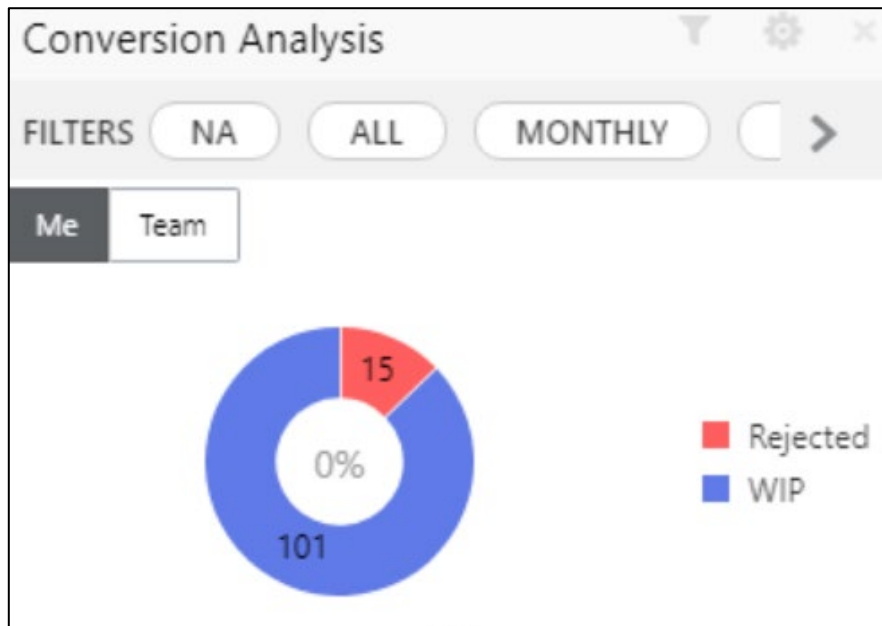 Conversion Analysis
FILTERS NA ALL MONTHLY
Me Team
15
0%
101
Rejected
WIP